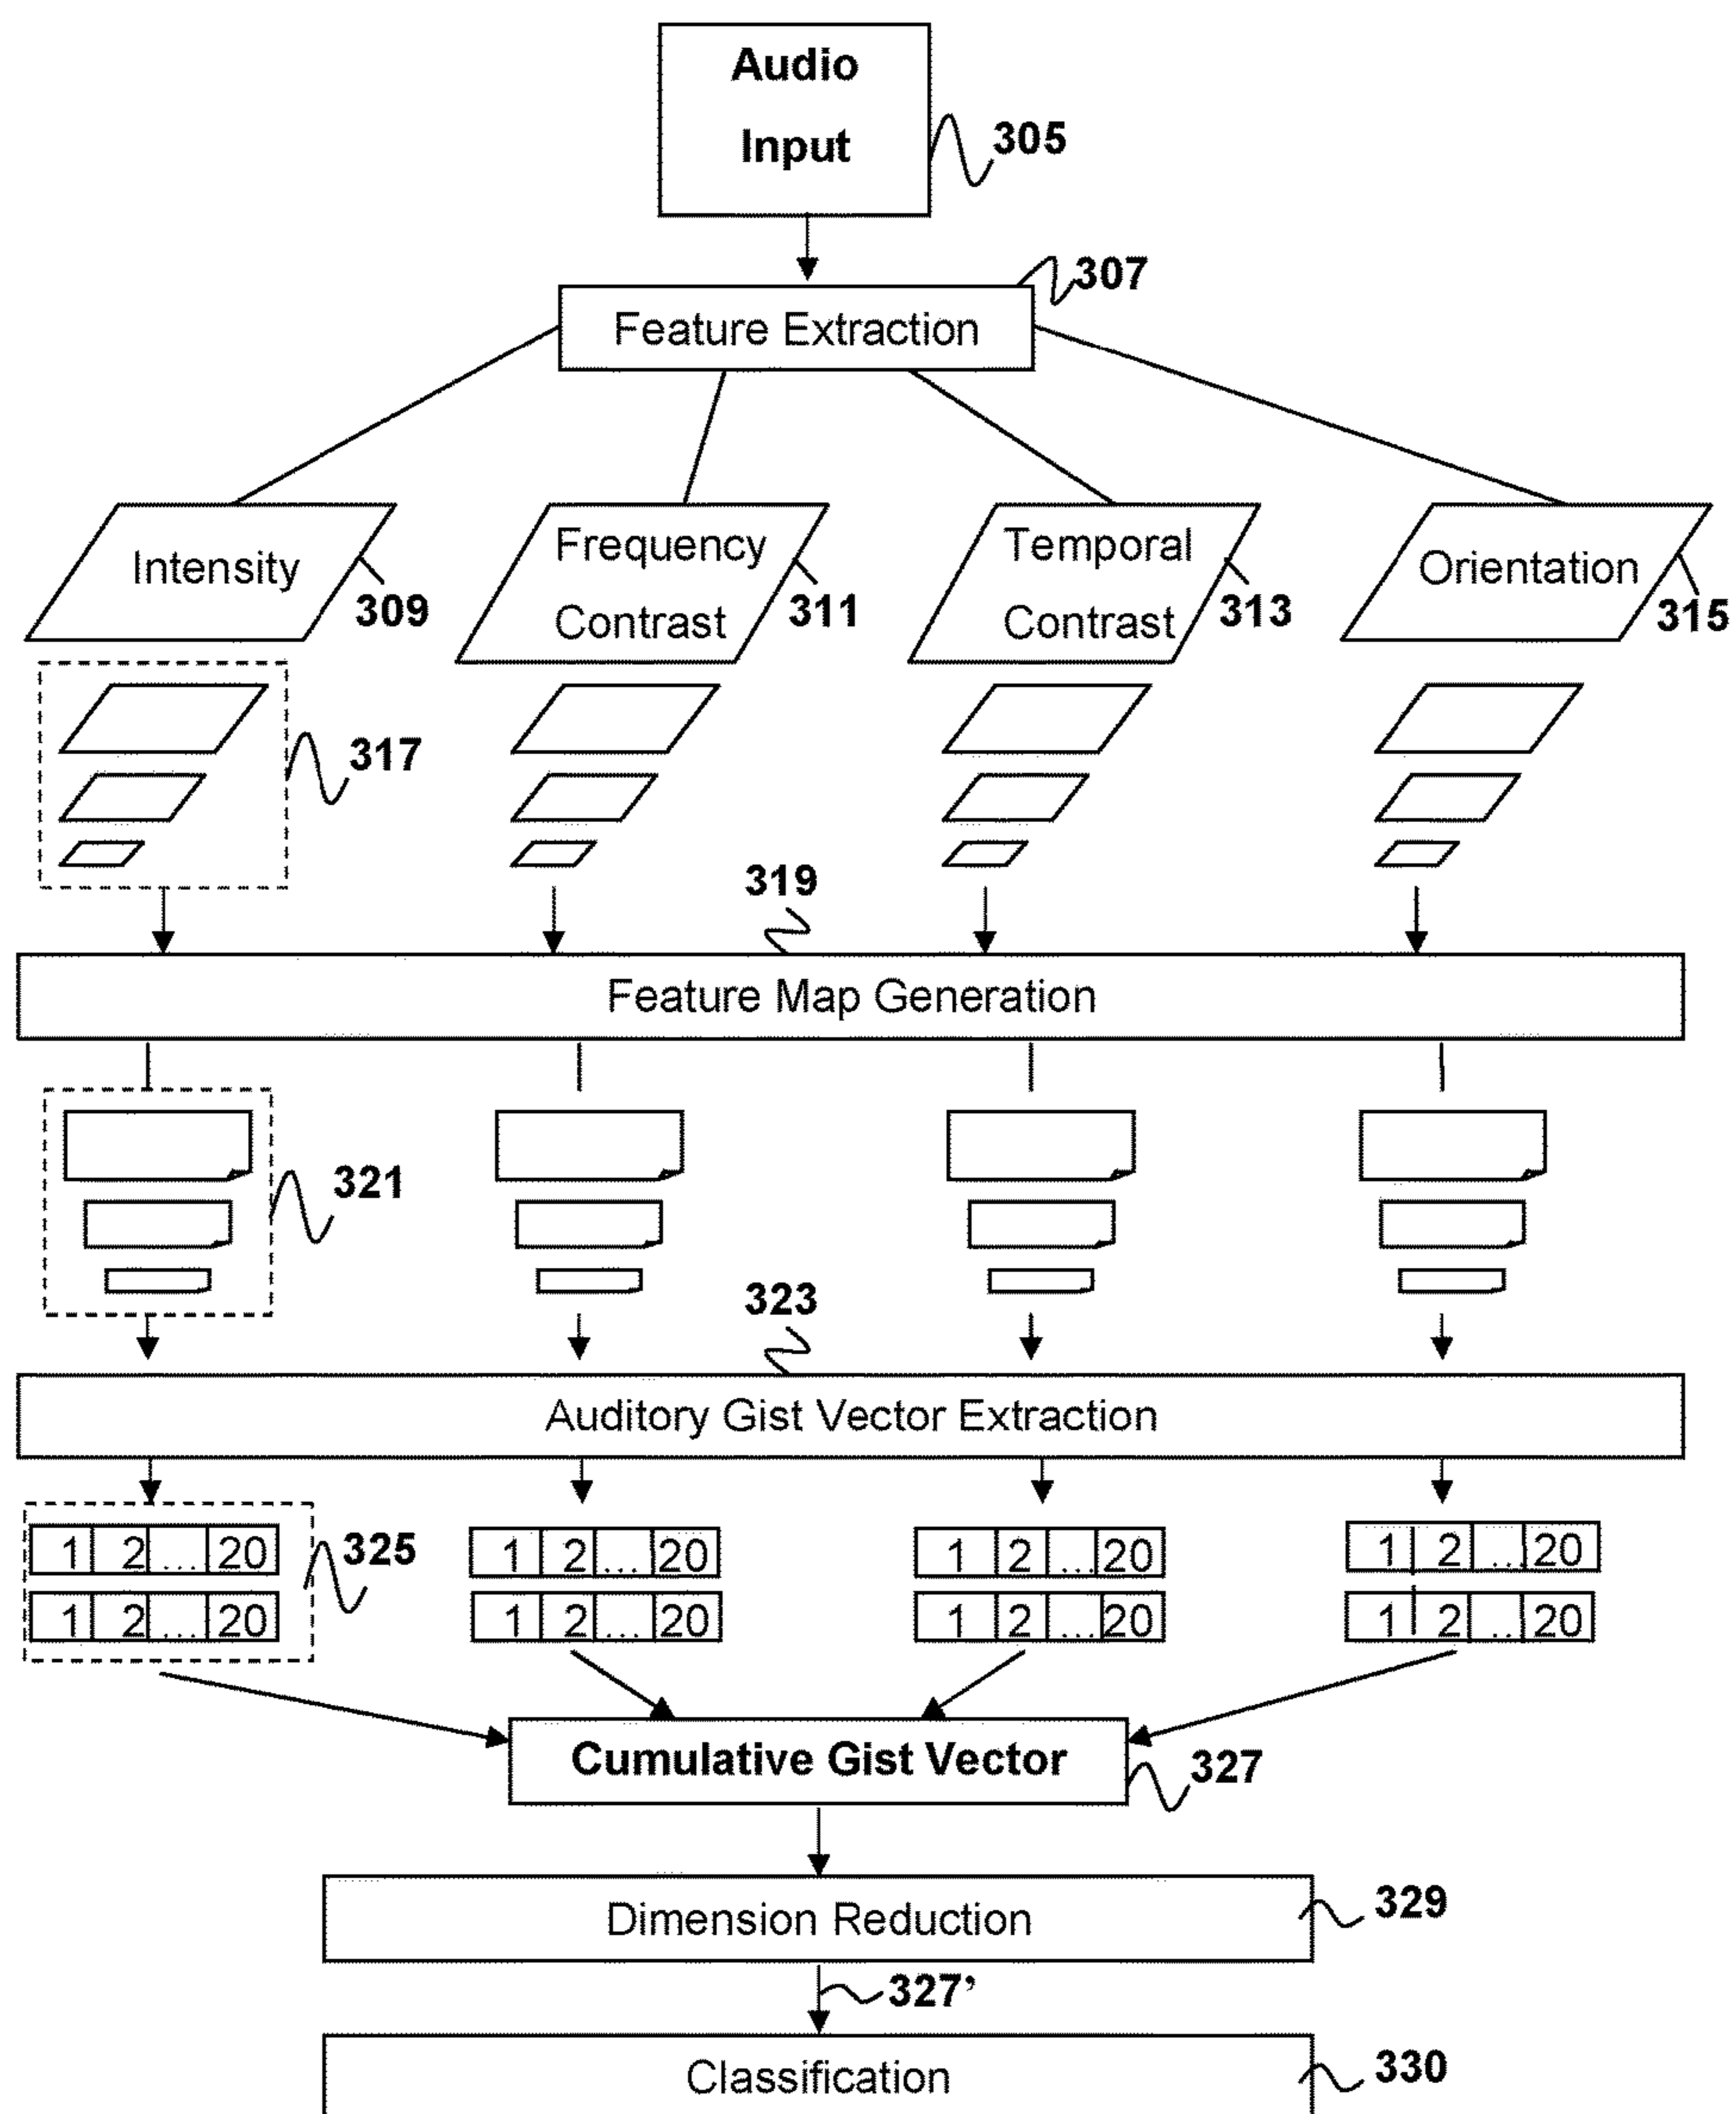 Audio
Input
305
307
Feature Extraction
Intensity
309
Frequency
Contrast
311
Temporal
Contrast
313
Orientation
315
317
319
Feature Map Generation
321
323
Auditory Gist Vector Extraction
1 2 ... 20
1 2 ... 20
325
1 2 ... 20
1 2 ... 20
1 2 ... 20
1 2 ... 20
1 2 ... 20
1 2 ... 20
Cumulative Gist Vector
327
Dimension Reduction
329
327’
Classification
330